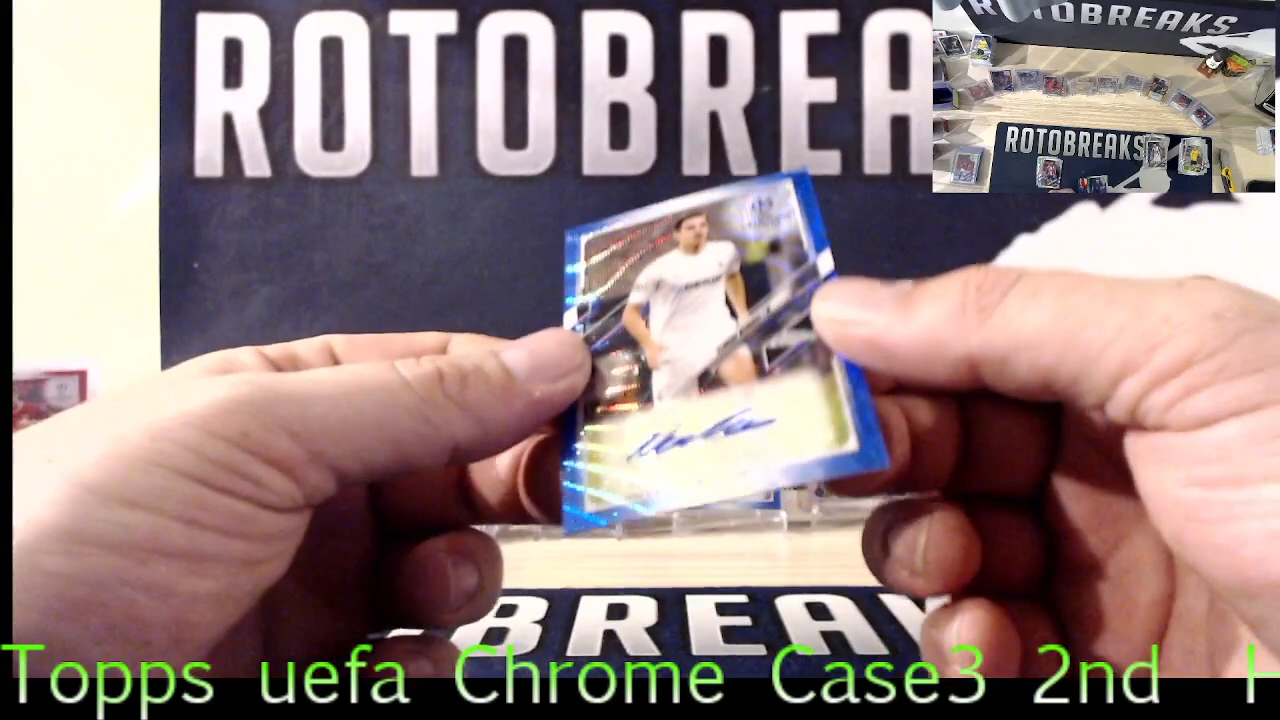 ROTOBREA
ROTOBREAKS
ROTOBREAKS
BREAK
Topps uefa Chrome Case3 2nd H